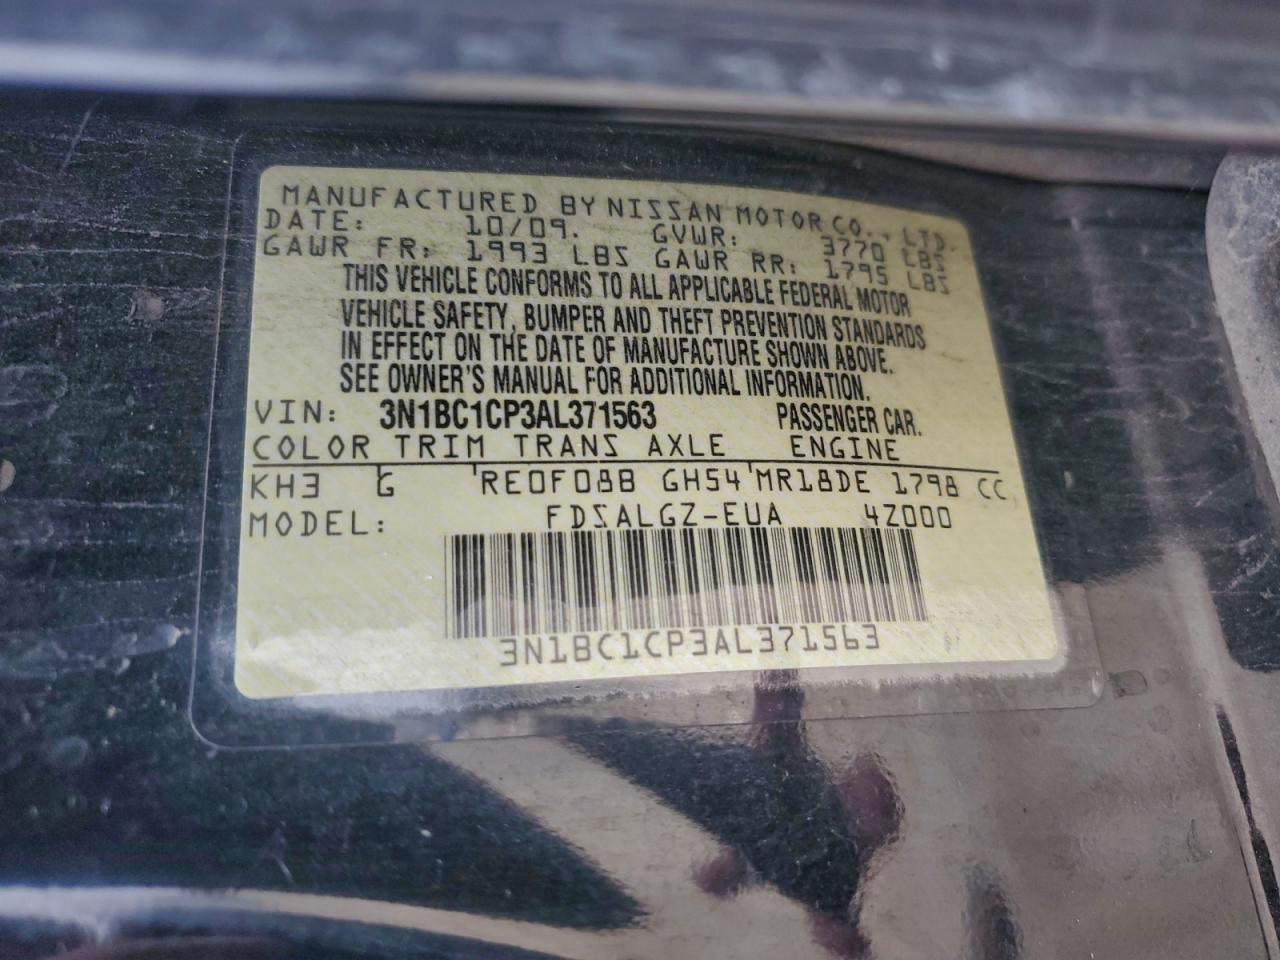 MANUFACTURED BY NISSAN MOTOR CO., LTD.
DATE: 10/09. GVWR: 3770 LBS
GAWR FR: 1993 LBS GAWR RR: 1795 LBS
THIS VEHICLE CONFORMS TO ALL APPLICABLE FEDERAL MOTOR
VEHICLE SAFETY, BUMPER AND THEFT PREVENTION STANDARDS
IN EFFECT ON THE DATE OF MANUFACTURE SHOWN ABOVE.
SEE OWNER'S MANUAL FOR ADDITIONAL INFORMATION.
VIN: 3N1BC1CP3AL371563 PASSENGER CAR.
COLOR TRIM TRANS AXLE ENGINE
KH3 G RE0F08B GH54 MR18DE 1798 CC
MODEL: FDSALGZ-EUA 4Z000
3N1BC1CP3AL371563